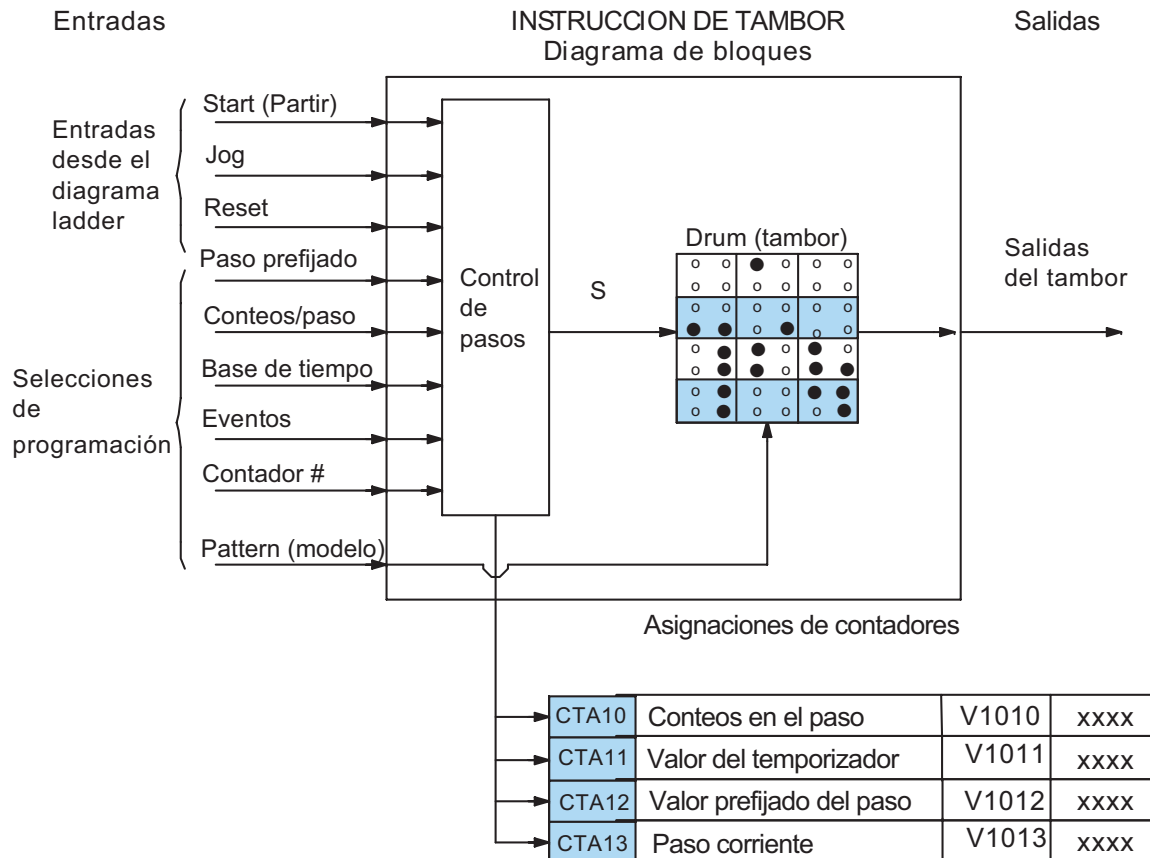 Entradas
INSTRUCCION DE TAMBOR
Diagrama de bloques
Salidas
Entradas
desde el
diagrama
ladder
Start (Partir)
Jog
Reset
Selecciones
de
programación
Paso prefijado
Conteos/paso
Base de tiempo
Eventos
Contador #
Pattern (modelo)
Control
de
pasos
S
Drum (tambor)
Salidas
del tambor
Asignaciones de contadores
CTA10 Conteos en el paso V1010 xxxx
CTA11 Valor del temporizador V1011 xxxx
CTA12 Valor prefijado del paso V1012 xxxx
CTA13 Paso corriente V1013 xxxx